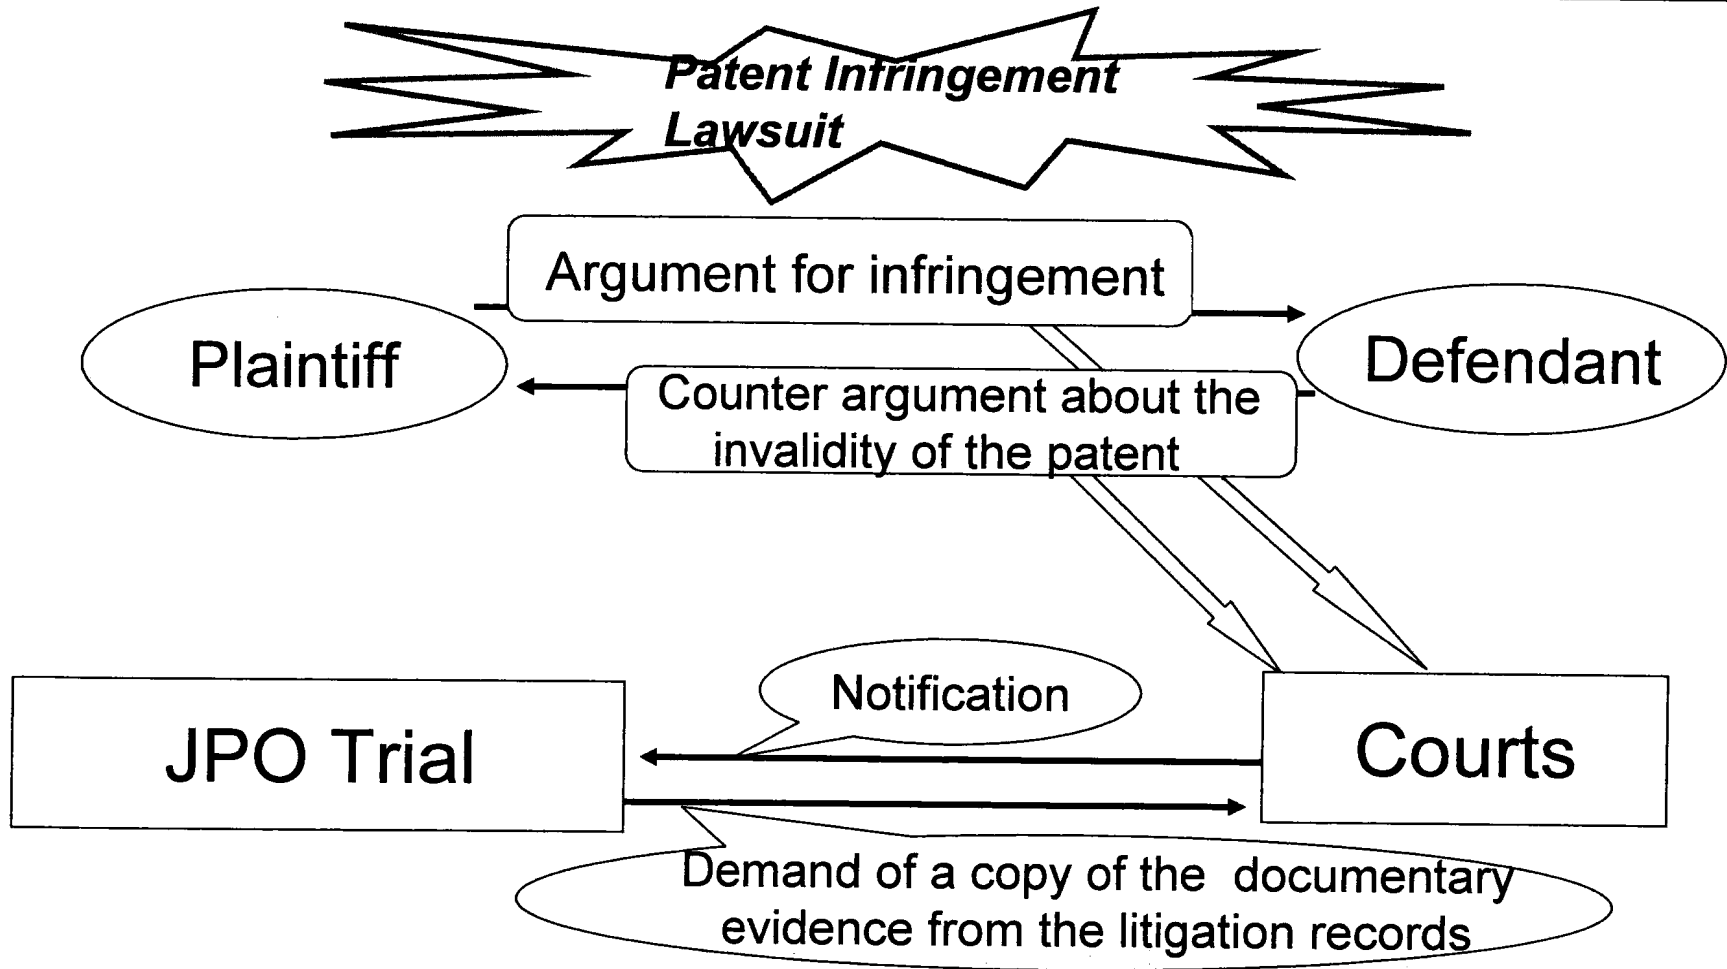 Patent Infringement
Lawsuit
Argument for infringement
Plaintiff
Defendant
Counter argument about the
invalidity of the patent
Notification
JPO Trial
Courts
Demand of a copy of the documentary
evidence from the litigation records